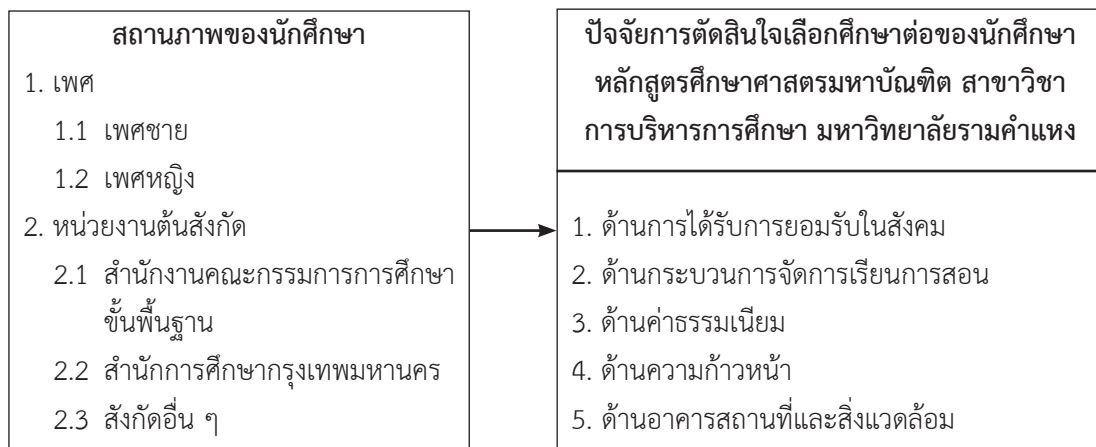 สถานภาพของนักศึกษา
1. เพศ
1.1 เพศชาย
1.2 เพศหญิง
2. หน่วยงานต้นสังกัด
2.1 สำนักงานคณะกรรมการการศึกษา
ขั้นพื้นฐาน
2.2 สำนักการศึกษากรุงเทพมหานคร
2.3 สังกัดอื่น ๆ
ปัจจัยการตัดสินใจเลือกศึกษาต่อของนักศึกษา
หลักสูตรศึกษาศาสตรมหาบัณฑิต สาขาวิชา
การบริหารการศึกษา มหาวิทยาลัยรามคำแหง
1. ด้านการได้รับการยอมรับในสังคม
2. ด้านกระบวนการจัดการเรียนการสอน
3. ด้านค่าธรรมเนียม
4. ด้านความก้าวหน้า
5. ด้านอาคารสถานที่และสิ่งแวดล้อม